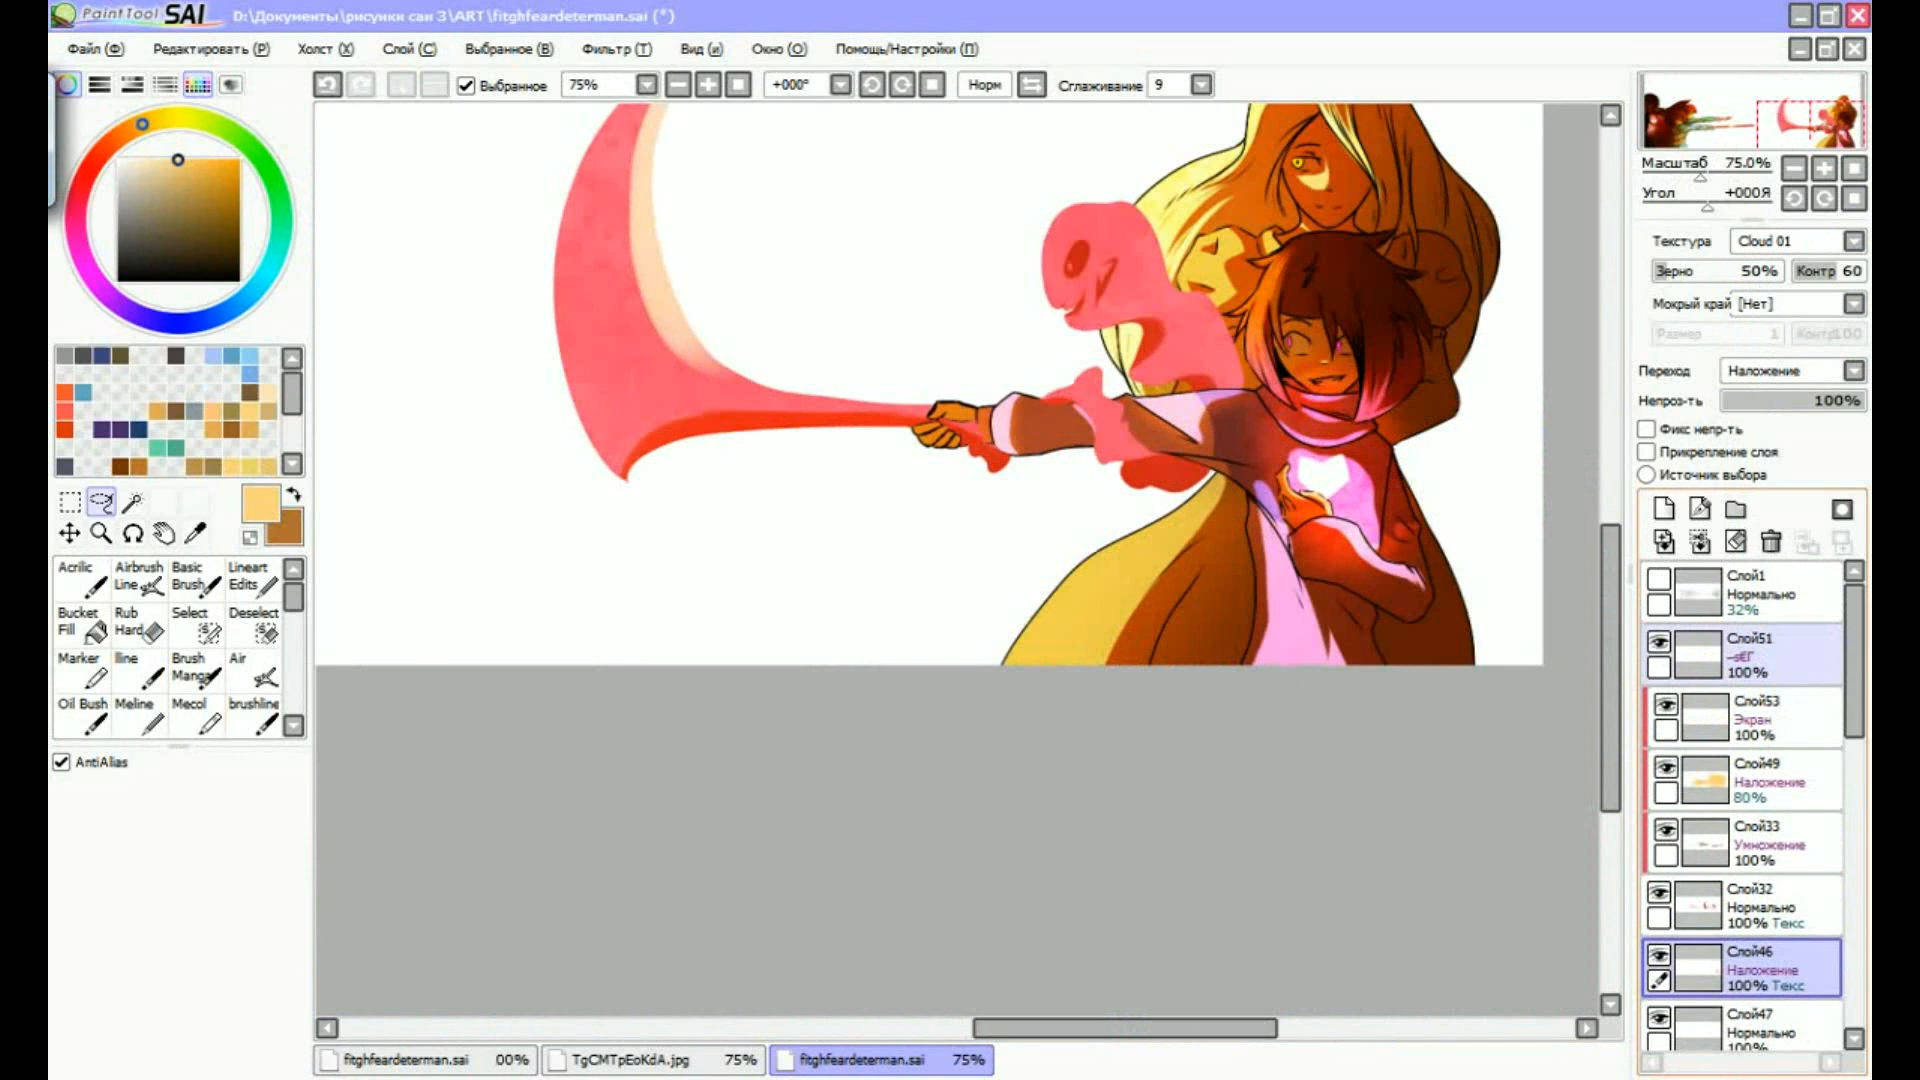 PaintTool SAI D:\Документы\рисунки саи 3\ART\fitghfeardeterman.sai (*)
Файл (Ф) Редактировать (Р) Холст (Х) Слой (С) Выбранное (В) Фильтр (Т) Вид (и) Окно (О) Помощь/Настройки (П)
Выбранное 75% +000° Норм Сглаживание 9
Масштаб 75.0%
Угол +000Я
Текстура Cloud 01
Зерно 50% Контр 60
Мокрый край [Нет]
Размер 1 Контр100
Переход Наложение
Непроз-ть 100%
Фикс непр-ть
Прикрепление слоя
Источник выбора
Acrilic Airbrush Line Basic Brush Lineart Edits
Bucket Fill Rub Hard Select Deselect
Marker lline Brush Manga Air
Oil Bush Meline Mecol brushline
AntiAlias
Слой1
Нормально
32%
Слой51
100%
Слой53
Экран
100%
Слой49
Наложение
80%
Слой33
Умножение
100%
Слой32
Нормально
100% Текс
Слой46
Наложение
100% Текс
Слой47
Нормально
100%
fitghfeardeterman.sai 00% TgCMTpEoKdA.jpg 75% fitghfeardeterman.sai 75%